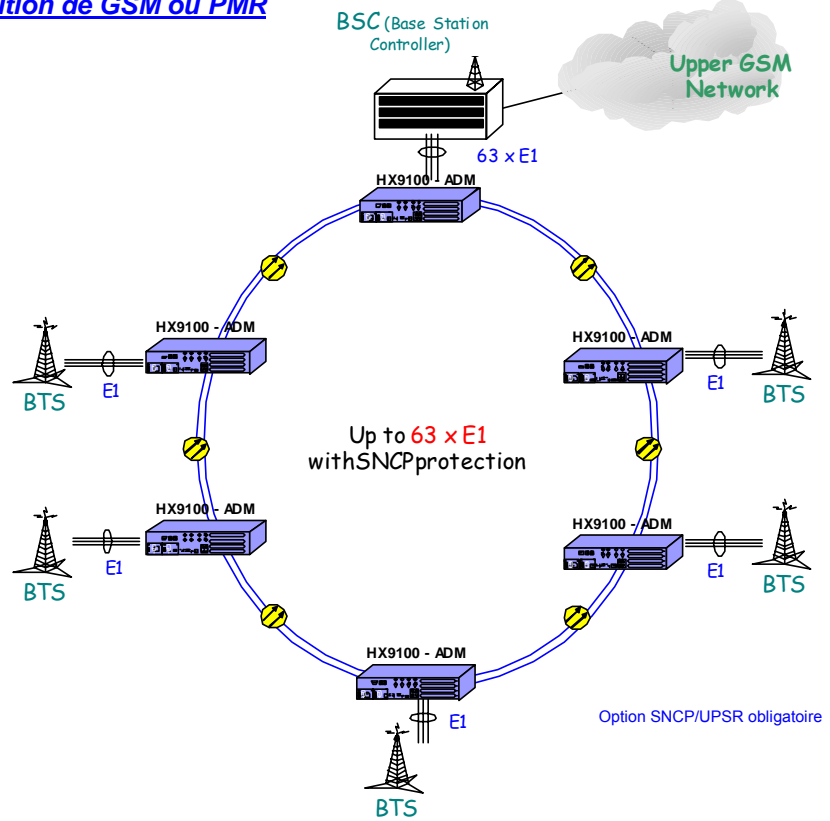 ition de GSM ou PMR
BSC (Base Station
Controller)
Upper GSM
Network
63 x E1
HX9100 - ADM
HX9100 - ADM
HX9100 - ADM
BTS
E1
E1
BTS
Up to 63 x E1
withSNCPprotection
HX9100 - ADM
HX9100 - ADM
BTS
E1
E1
BTS
HX9100 - ADM
E1
Option SNCP/UPSR obligatoire
BTS